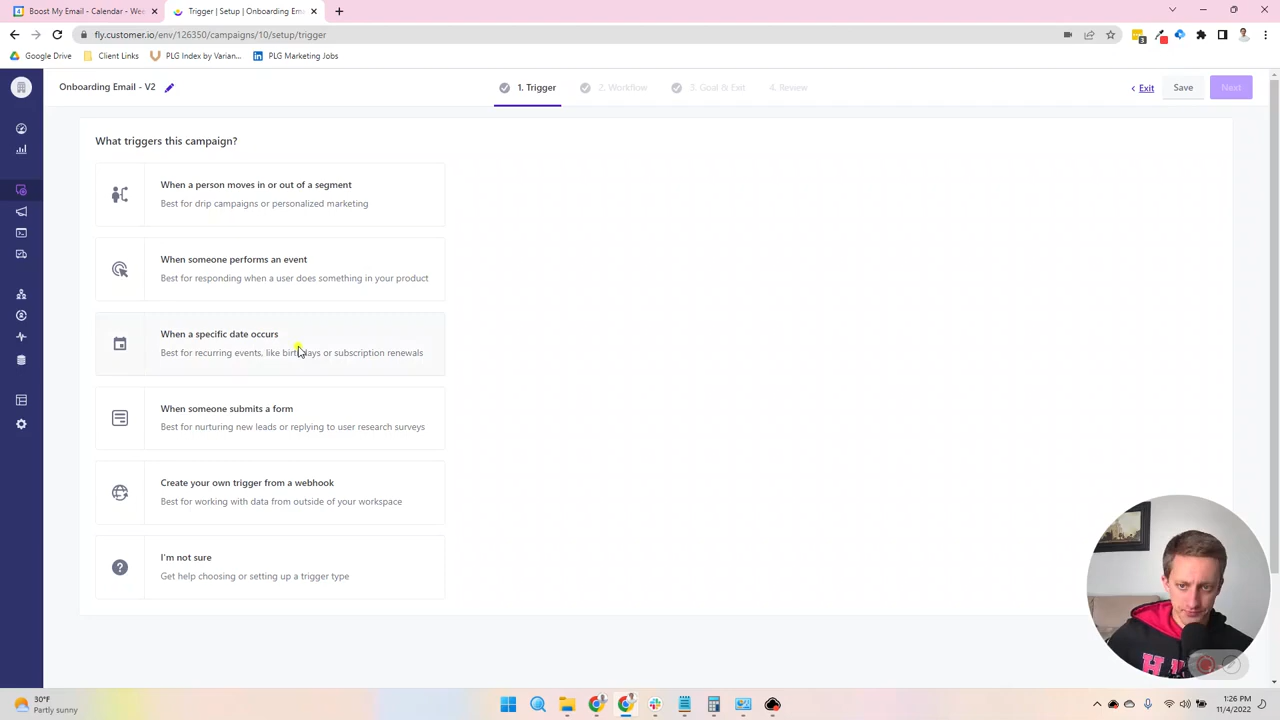 Boost My Email - Calendar - Wee
Trigger | Setup | Onboarding Ema
fly.customer.io/env/126350/campaigns/10/setup/trigger
3
Google Drive
Client Links
PLG Index by Varian...
PLG Marketing Jobs
Onboarding Email - V2
1. Trigger
2. Workflow
3. Goal & Exit
4. Review
Exit
Save
Next
What triggers this campaign?
When a person moves in or out of a segment
Best for drip campaigns or personalized marketing
When someone performs an event
Best for responding when a user does something in your product
When a specific date occurs
Best for recurring events, like birthdays or subscription renewals
When someone submits a form
Best for nurturing new leads or replying to user research surveys
Create your own trigger from a webhook
Best for working with data from outside of your workspace
I'm not sure
Get help choosing or setting up a trigger type
30°F
Partly sunny
1:26 PM
11/4/2022